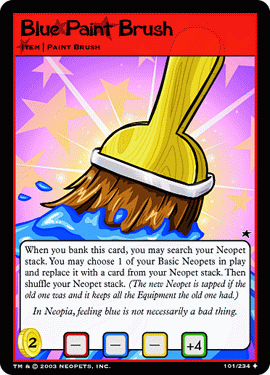 Blue Paint Brush
Item | Paint Brush
When you bank this card, you may search your Neopet
stack. You may choose 1 of your Basic Neopets in play
and replace it with a card from your Neopet stack. Then
shuffle your Neopet stack. (The new Neopet is tapped if the
old one was and it keeps all the Equipment the old one had.)
In Neopia, feeling blue is not necessarily a bad thing.
2 – – – +4
TM & © 2003 NEOPETS, INC. 101/234 ♦